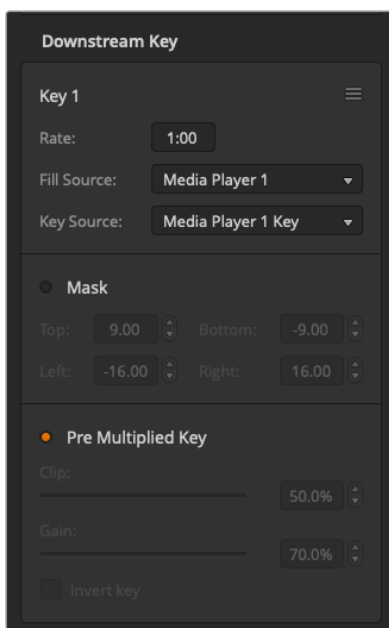 Downstream Key
Key 1
Rate: 1:00
Fill Source: Media Player 1
Key Source: Media Player 1 Key
Mask
Top: 9.00 Bottom: -9.00
Left: -16.00 Right: 16.00
Pre Multiplied Key
Clip:
50.0%
Gain:
70.0%
Invert key